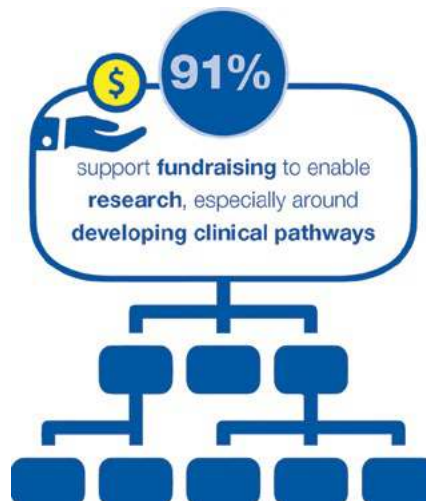 $
91%
support fundraising to enable
research, especially around
developing clinical pathways